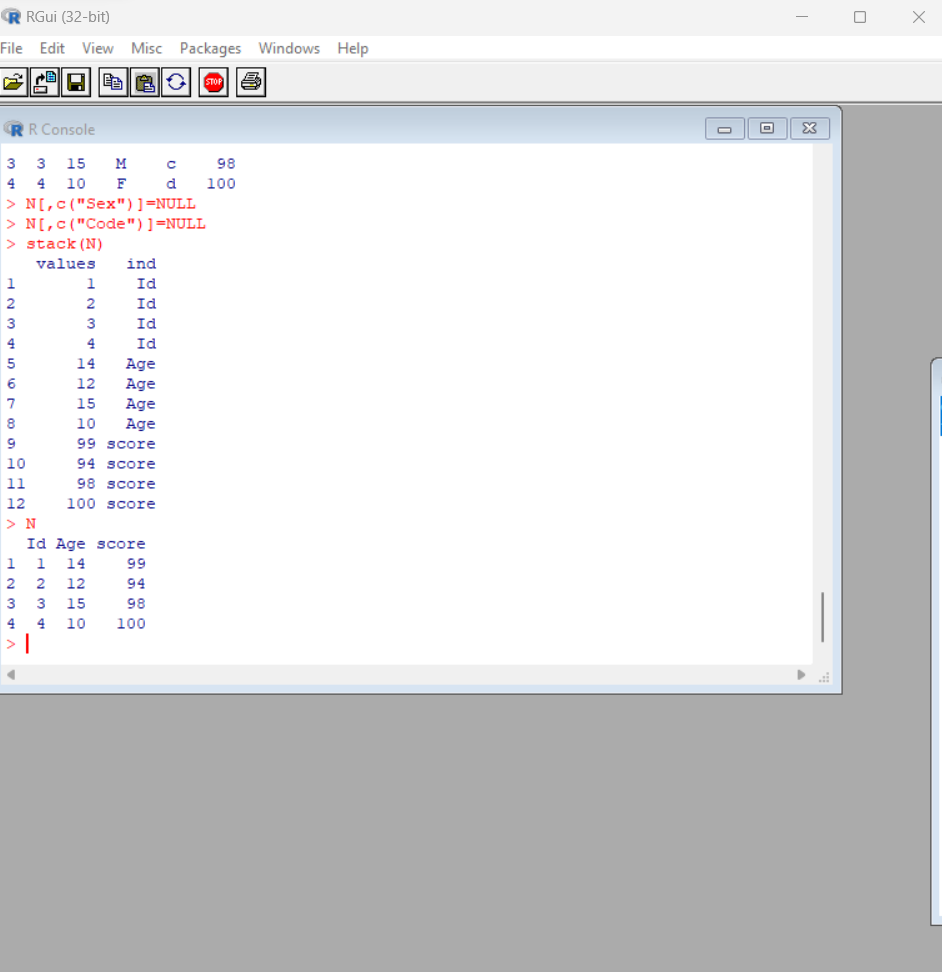 RGui (32-bit)
File Edit View Misc Packages Windows Help
STOP
R Console
3  3  15   M    c    98
4  4  10   F    d   100
> N[,c("Sex")]=NULL
> N[,c("Code")]=NULL
> stack(N)
   values   ind
1       1    Id
2       2    Id
3       3    Id
4       4    Id
5      14   Age
6      12   Age
7      15   Age
8      10   Age
9      99 score
10     94 score
11     98 score
12    100 score
> N
  Id Age score
1  1  14    99
2  2  12    94
3  3  15    98
4  4  10   100
>